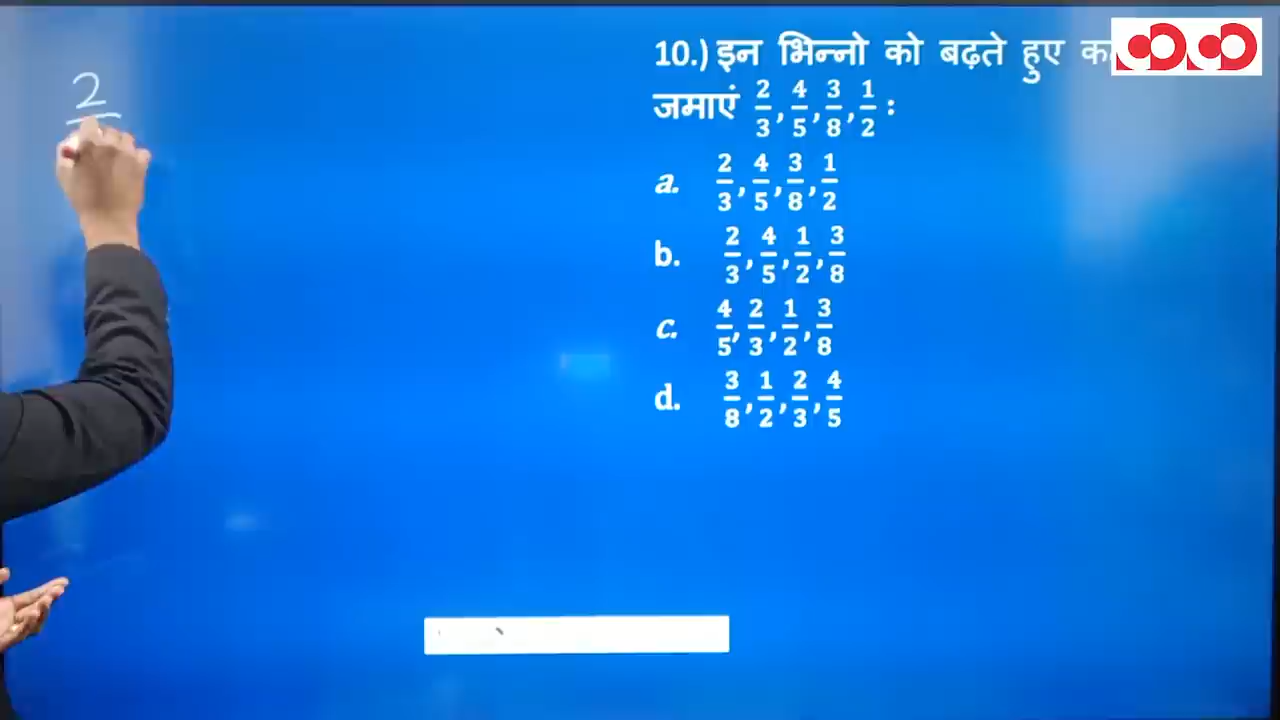 10.) इन भिन्नो को बढ़ते हुए
जमाएं 2/3, 4/5, 3/8, 1/2 :
a. 2/3, 4/5, 3/8, 1/2
b. 2/3, 4/5, 1/2, 3/8
c. 4/5, 2/3, 1/2, 3/8
d. 3/8, 1/2, 2/3, 4/5
2